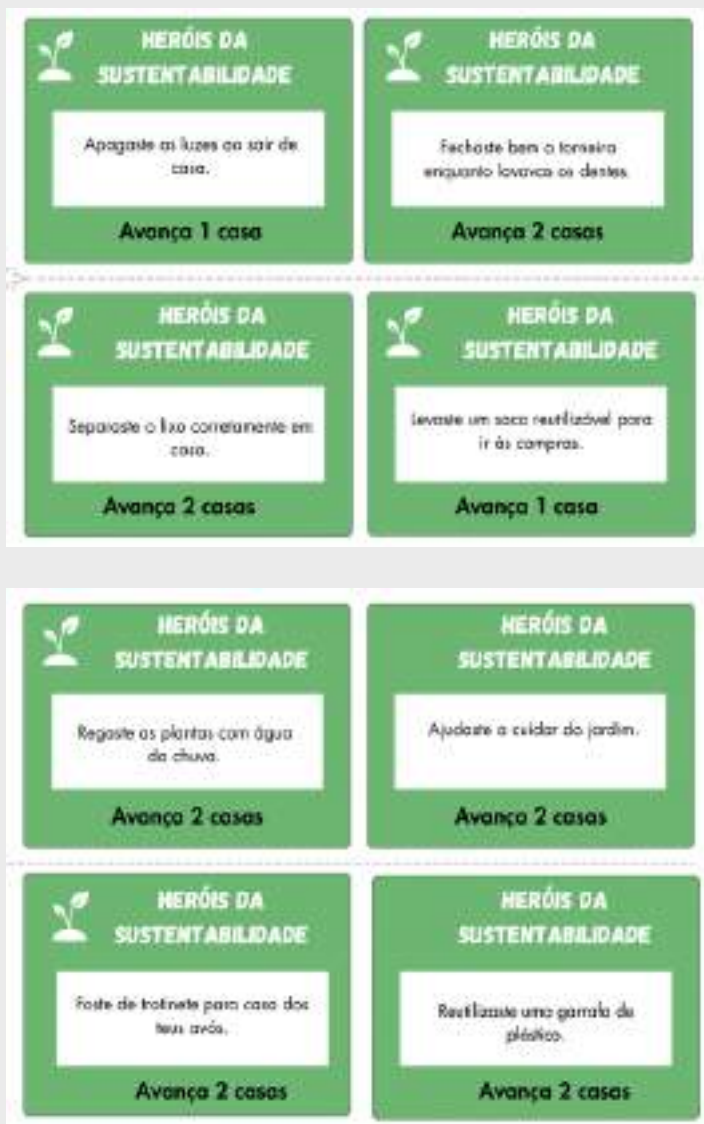 HERÓIS DA
SUSTENTABILIDADE
Apagaste as luzes ao sair de
casa.
Avança 1 casa
HERÓIS DA
SUSTENTABILIDADE
Fechaste bem a torneira
enquanto lavavas os dentes.
Avança 2 casas
HERÓIS DA
SUSTENTABILIDADE
Separaste o lixo corretamente em
casa.
Avança 2 casas
HERÓIS DA
SUSTENTABILIDADE
Levaste um saco reutilizável para
ir às compras.
Avança 1 casa
HERÓIS DA
SUSTENTABILIDADE
Regaste as plantas com água
da chuva.
Avança 2 casas
HERÓIS DA
SUSTENTABILIDADE
Ajudaste a cuidar do jardim.
Avança 2 casas
HERÓIS DA
SUSTENTABILIDADE
Foste de trotinete para casa dos
teus avós.
Avança 2 casas
HERÓIS DA
SUSTENTABILIDADE
Reutilizaste uma garrafa de
plástico.
Avança 2 casas